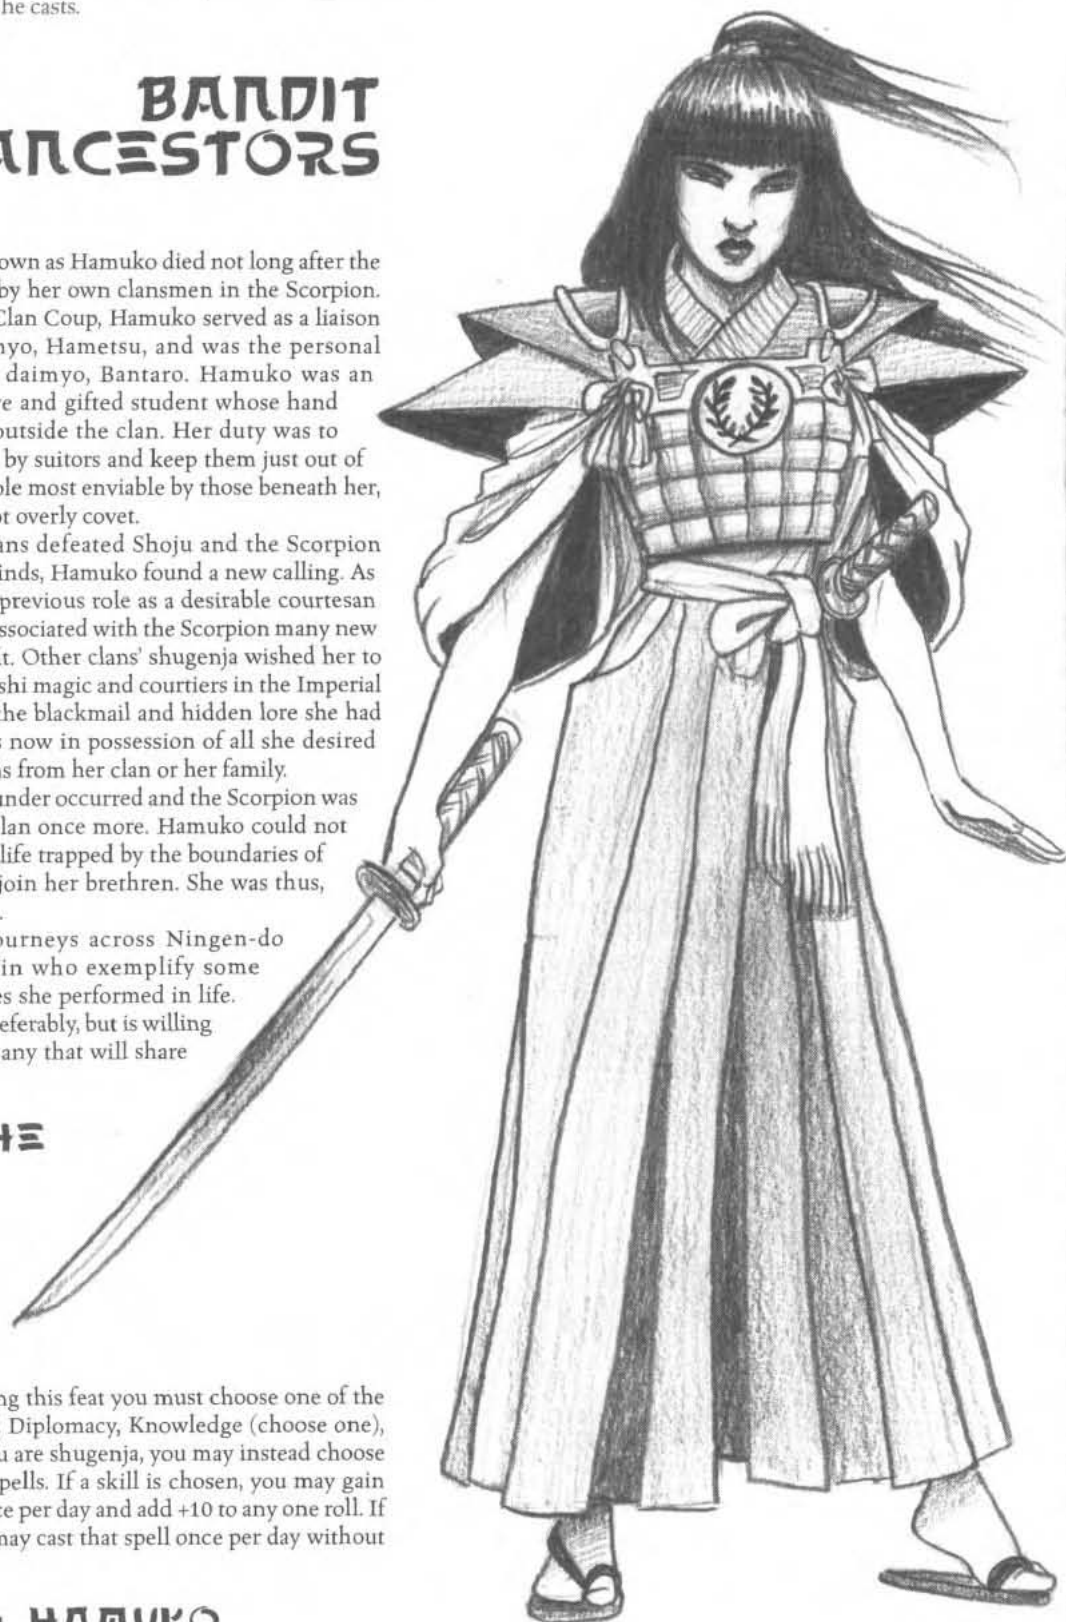 he casts.
BANDIT
ANCESTORS
own as Hamuko died not long after the
by her own clansmen in the Scorpion.
Clan Coup, Hamuko served as a liaison
nyo, Hametsu, and was the personal
daimyo, Bantaro. Hamuko was an
e and gifted student whose hand
outside the clan. Her duty was to
by suitors and keep them just out of
ole most enviable by those beneath her,
ot overly covet.
ans defeated Shoju and the Scorpion
inds, Hamuko found a new calling. As
previous role as a desirable courtesan
ssociated with the Scorpion many new
t. Other clans' shugenja wished her to
shi magic and courtiers in the Imperial
the blackmail and hidden lore she had
s now in possession of all she desired
ns from her clan or her family.
under occurred and the Scorpion was
lan once more. Hamuko could not
life trapped by the boundaries of
join her brethren. She was thus,
ourneys across Ningen-do
in who exemplify some
es she performed in life.
eferably, but is willing
any that will share
HE
ng this feat you must choose one of the
Diplomacy, Knowledge (choose one),
u are shugenja, you may instead choose
pells. If a skill is chosen, you may gain
ce per day and add +10 to any one roll. If
may cast that spell once per day without
HAMUKO